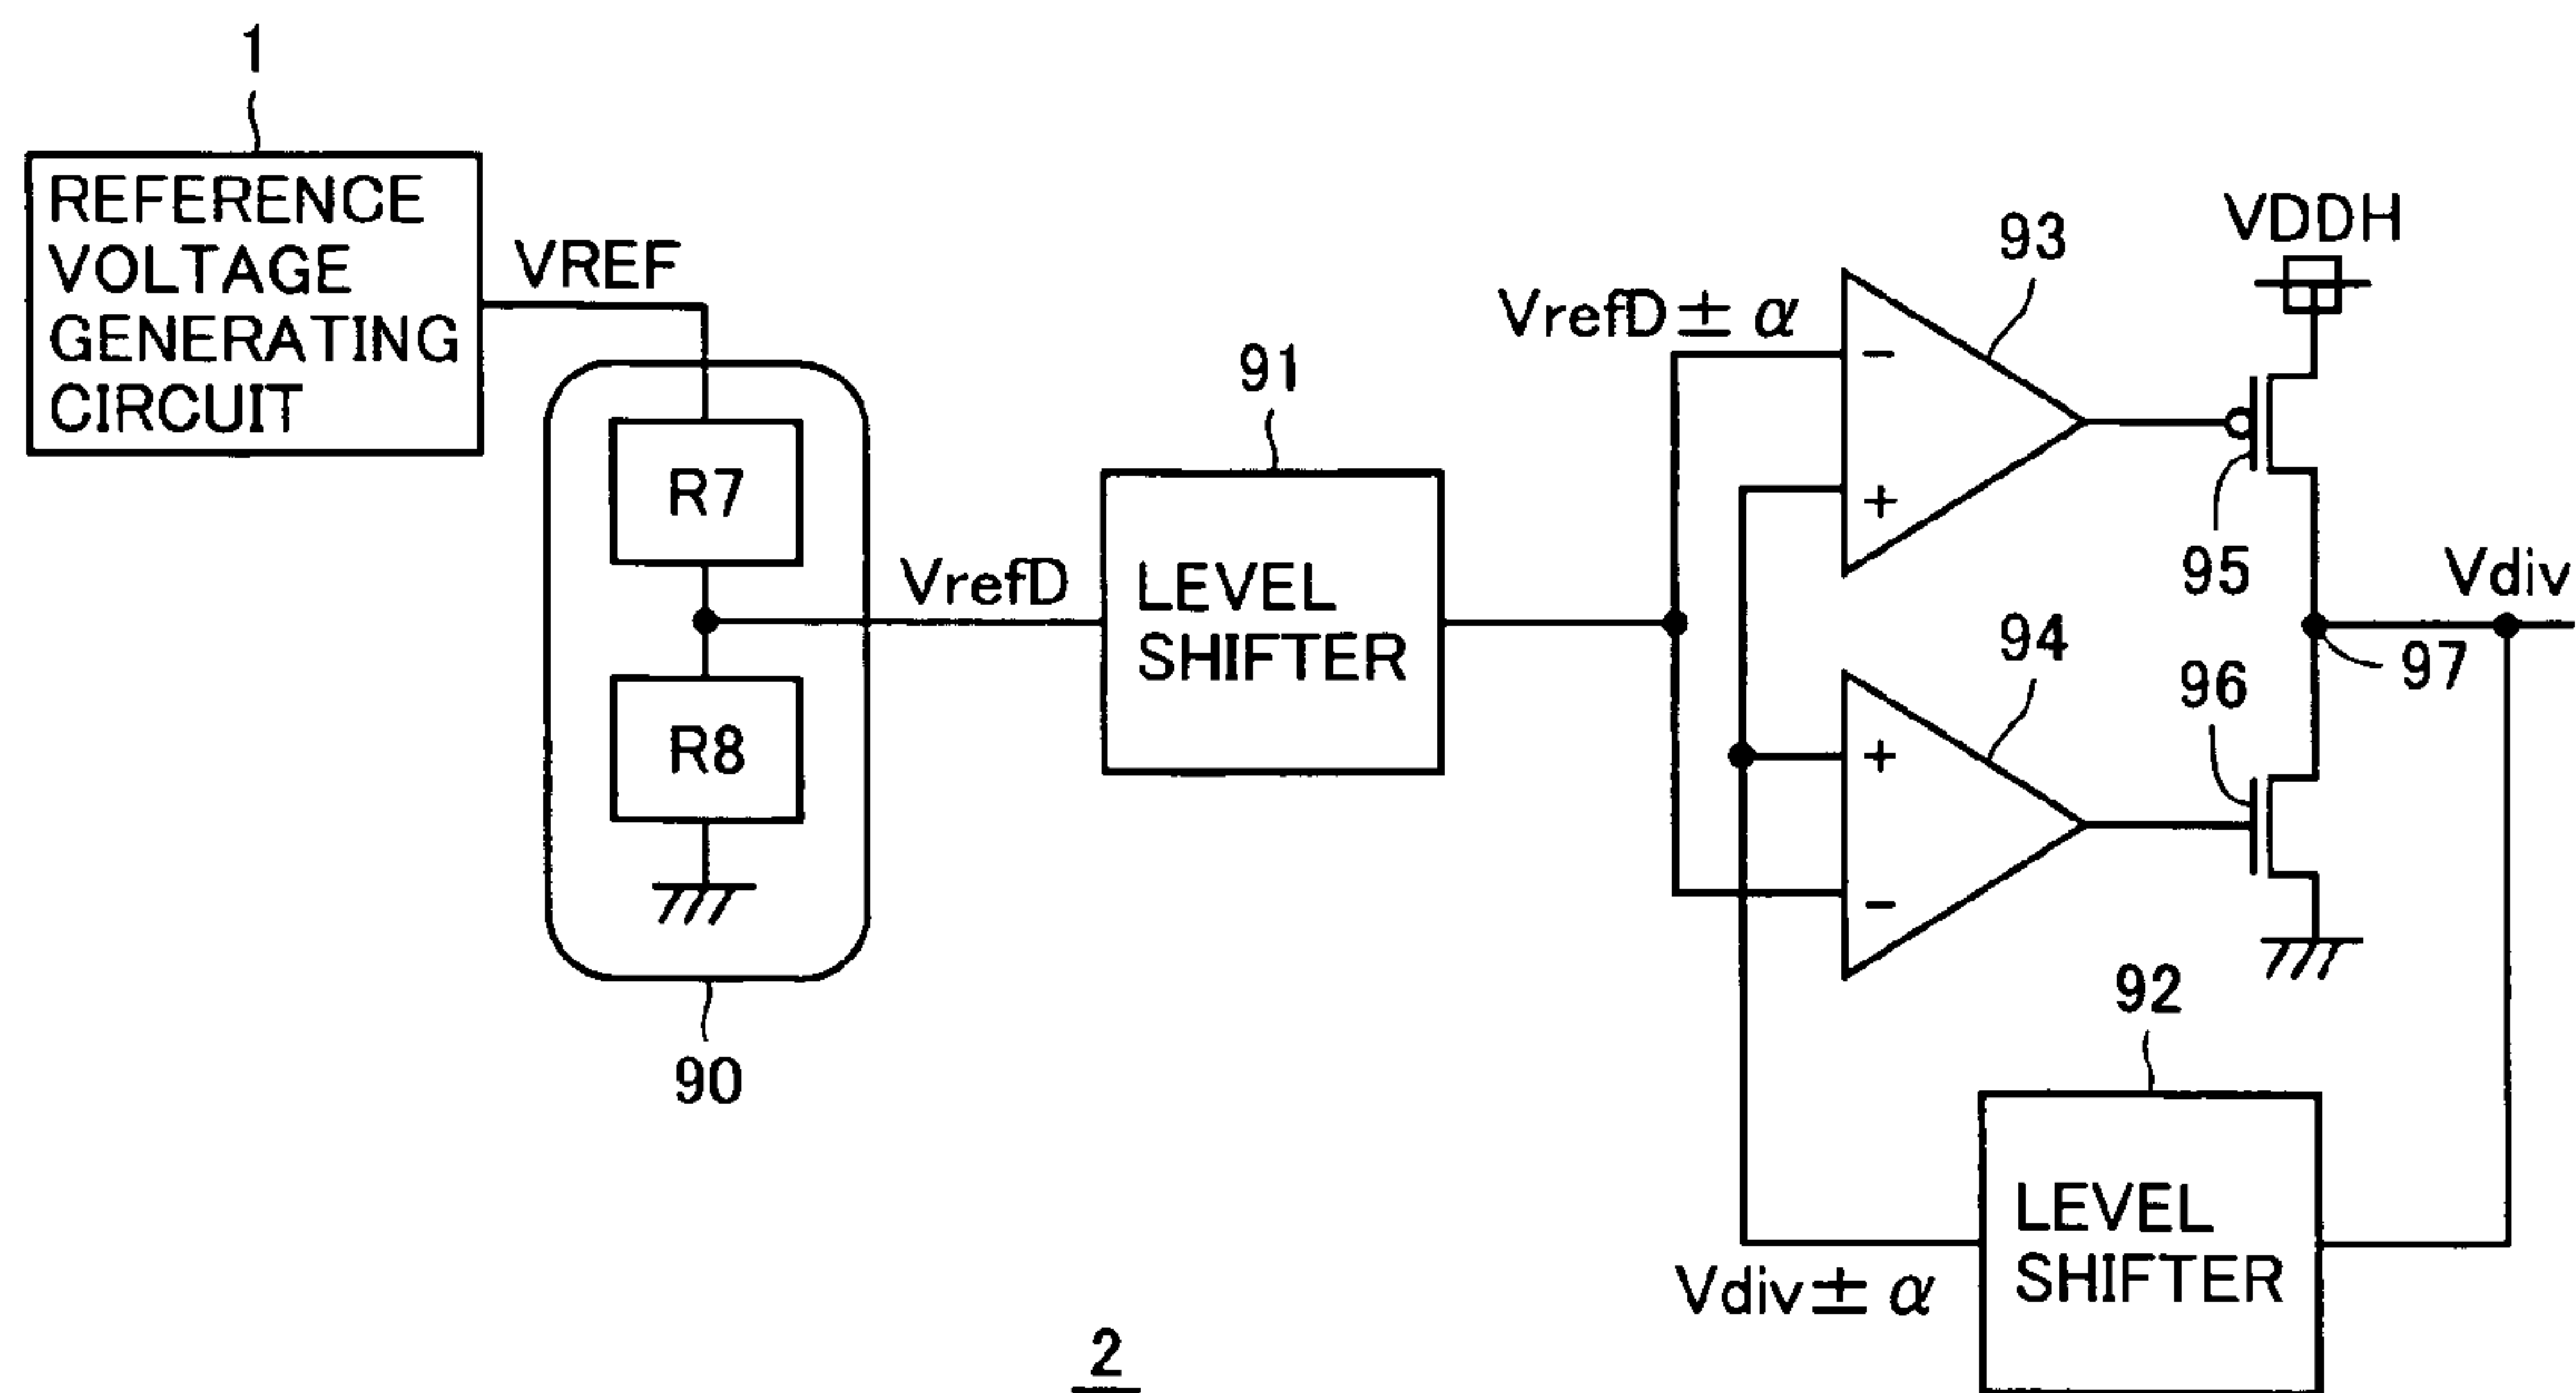 1
REFERENCE
VOLTAGE
GENERATING
CIRCUIT
VREF
R7
R8
90
VrefD
91
LEVEL
SHIFTER
VrefD ± α
93
-
+
94
+
-
VDDH
95
Vdiv
97
96
92
LEVEL
SHIFTER
Vdiv ± α
2